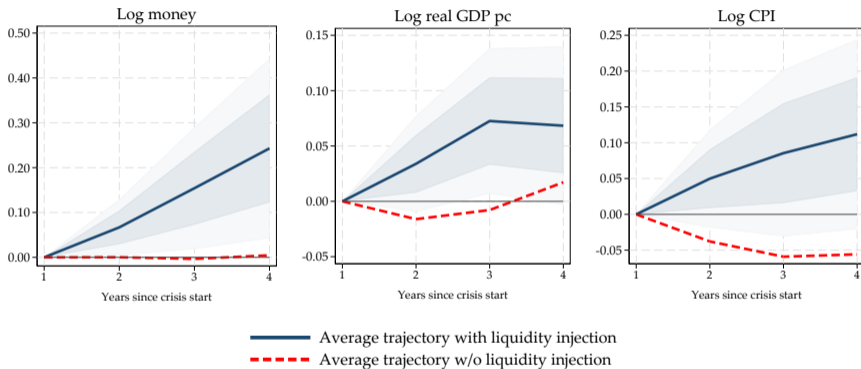 Log money
0.50
0.40
0.30
0.20
0.10
0.00
1 2 3 4
Years since crisis start
Log real GDP pc
0.15
0.10
0.05
0.00
-0.05
1 2 3 4
Years since crisis start
Log CPI
0.25
0.20
0.15
0.10
0.05
0.00
-0.05
1 2 3 4
Years since crisis start
Average trajectory with liquidity injection
Average trajectory w/o liquidity injection